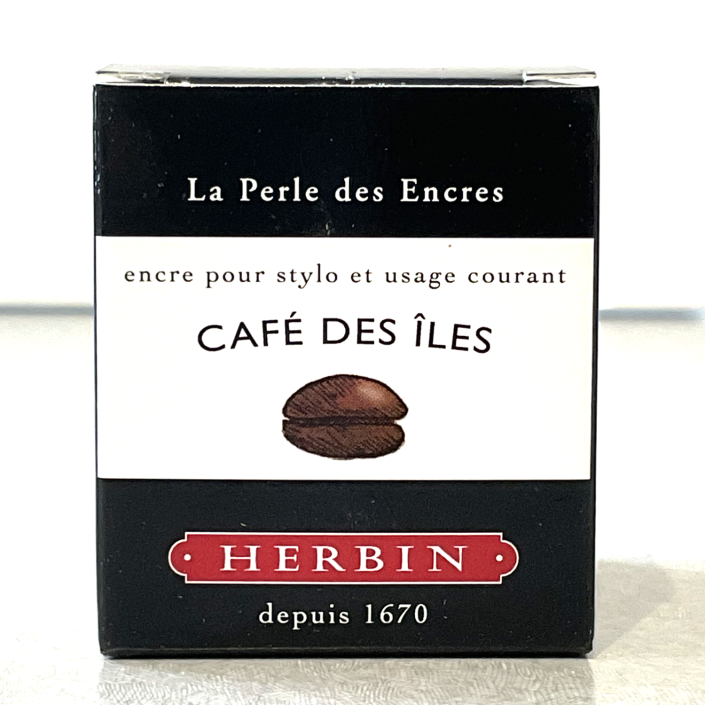 La Perle des Encres
encre pour stylo et usage courant
CAFÉ DES ÎLES
HERBIN
depuis 1670